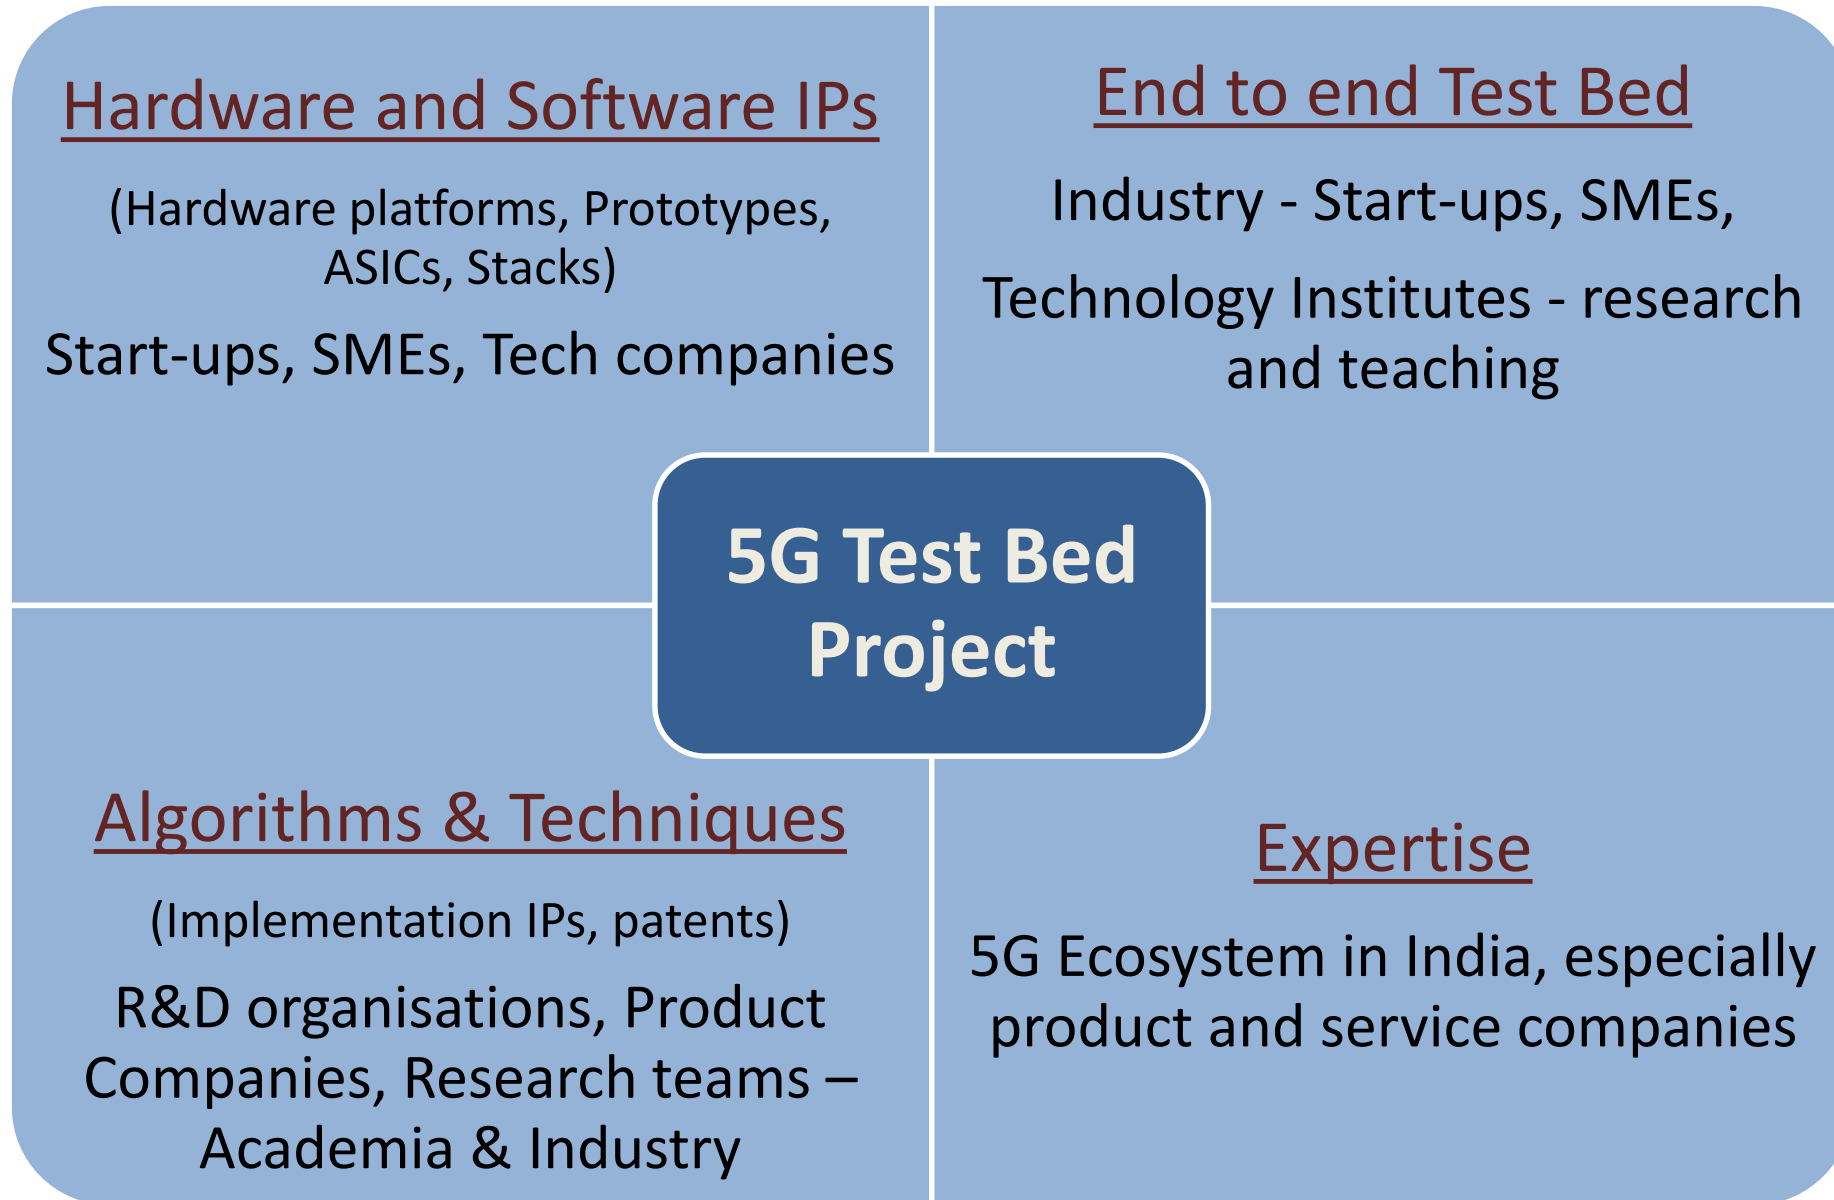 Hardware and Software IPs
(Hardware platforms, Prototypes,
ASICs, Stacks)
Start-ups, SMEs, Tech companies
End to end Test Bed
Industry - Start-ups, SMEs,
Technology Institutes - research
and teaching
5G Test Bed
Project
Algorithms & Techniques
(Implementation IPs, patents)
R&D organisations, Product
Companies, Research teams –
Academia & Industry
Expertise
5G Ecosystem in India, especially
product and service companies